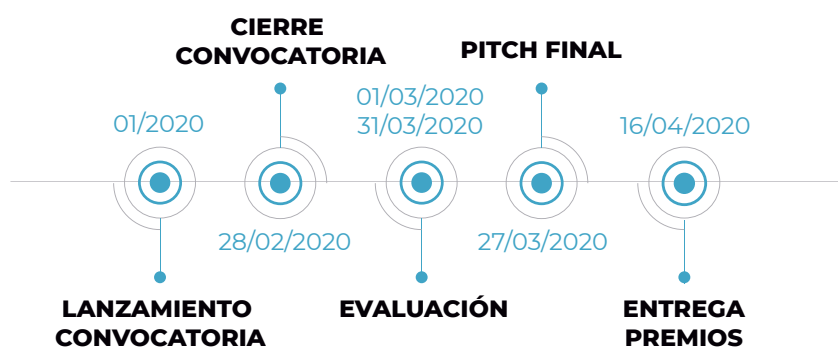 CIERRE
CONVOCATORIA
PITCH FINAL
01/2020
01/03/2020
31/03/2020
16/04/2020
28/02/2020
27/03/2020
LANZAMIENTO
CONVOCATORIA
EVALUACIÓN
ENTREGA
PREMIOS